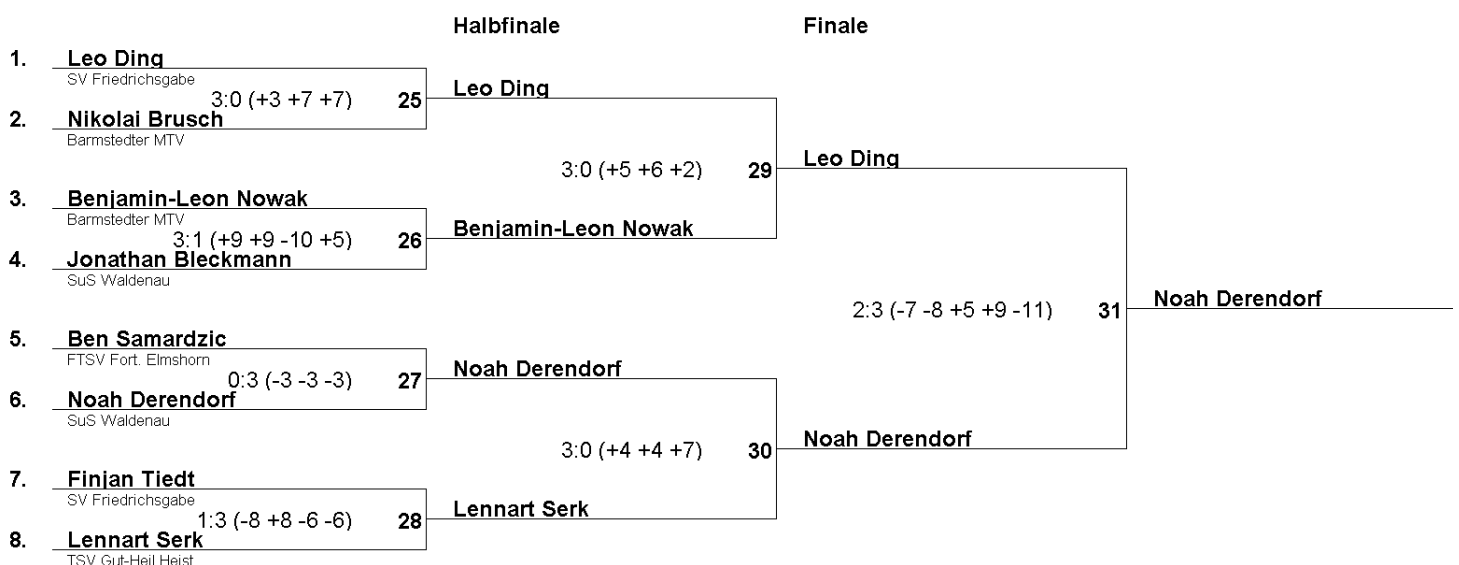 Halbfinale Finale
1. Leo Ding
SV Friedrichsgabe
3:0 (+3 +7 +7) 25 Leo Ding
2. Nikolai Brusch
Barmstedter MTV
3:0 (+5 +6 +2) 29 Leo Ding
3. Benjamin-Leon Nowak
Barmstedter MTV
3:1 (+9 +9 -10 +5) 26 Benjamin-Leon Nowak
4. Jonathan Bleckmann
SuS Waldenau
2:3 (-7 -8 +5 +9 -11) 31 Noah Derendorf
5. Ben Samardzic
FTSV Fort. Elmshorn
0:3 (-3 -3 -3) 27 Noah Derendorf
6. Noah Derendorf
SuS Waldenau
3:0 (+4 +4 +7) 30 Noah Derendorf
7. Finjan Tiedt
SV Friedrichsgabe
1:3 (-8 +8 -6 -6) 28 Lennart Serk
8. Lennart Serk
TSV Gut-Heil Heist